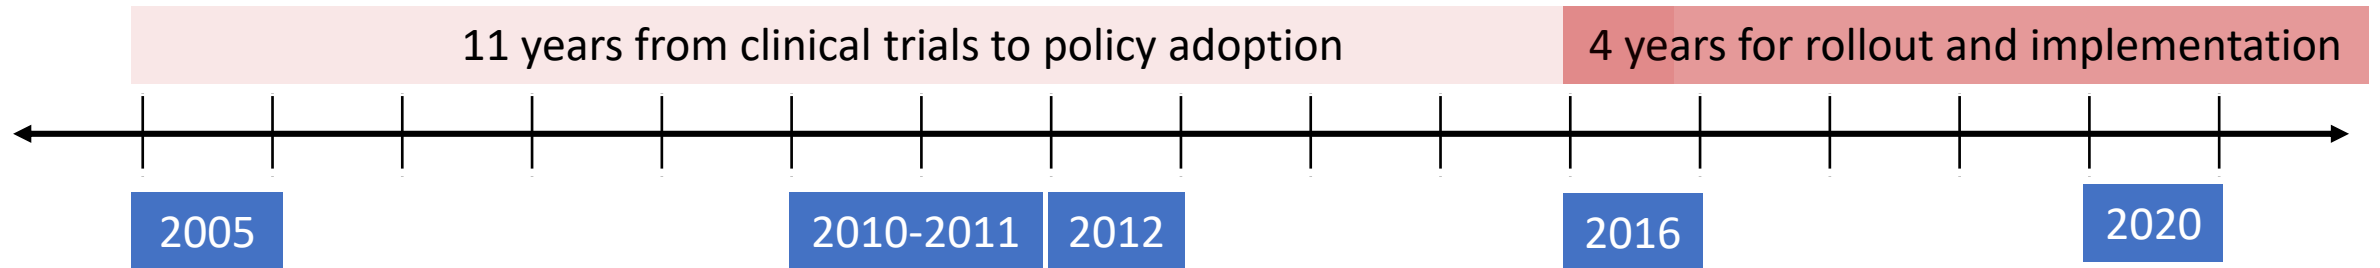 11 years from clinical trials to policy adoption
4 years for rollout and implementation
2005
2010-2011
2012
2016
2020